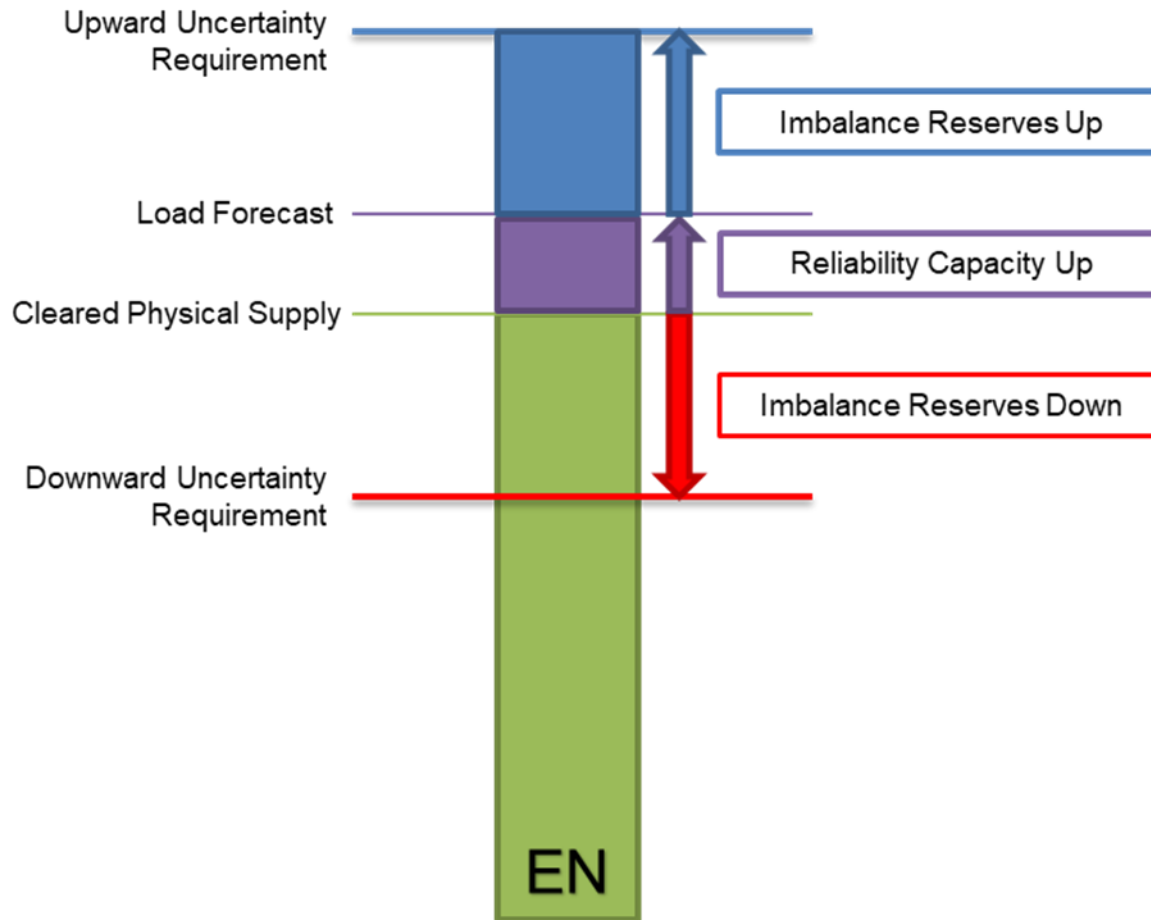 Upward Uncertainty
Requirement
Imbalance Reserves Up
Load Forecast
Reliability Capacity Up
Cleared Physical Supply
Imbalance Reserves Down
Downward Uncertainty
Requirement
EN